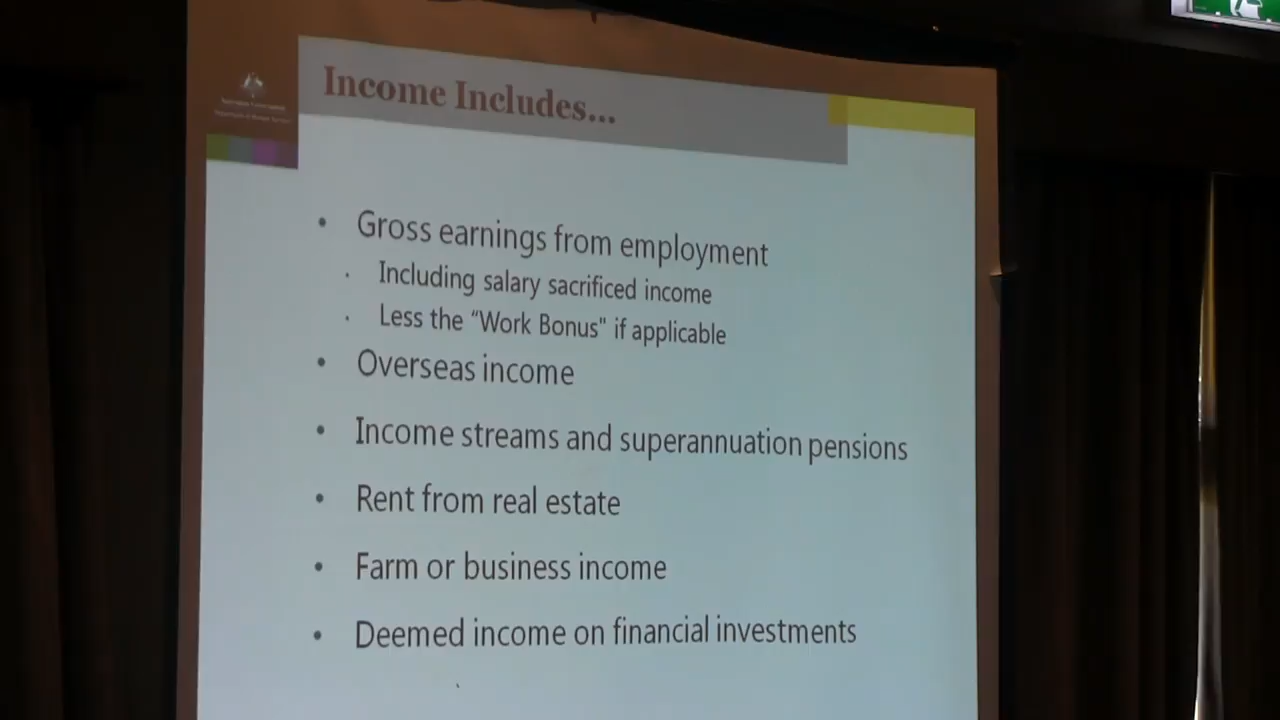 Income Includes...
• Gross earnings from employment
• Including salary sacrificed income
• Less the “Work Bonus" if applicable
• Overseas income
• Income streams and superannuation pensions
• Rent from real estate
• Farm or business income
• Deemed income on financial investments